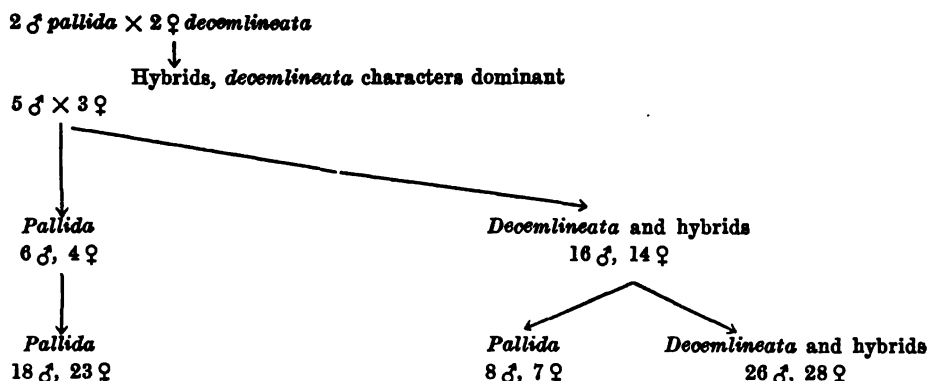 2 ♂ pallida × 2 ♀ decemlineata
Hybrids, decemlineata characters dominant
5 ♂ × 3 ♀
Pallida
6 ♂, 4 ♀
Decemlineata and hybrids
16 ♂, 14 ♀
Pallida
18 ♂, 23 ♀
Pallida
8 ♂, 7 ♀
Decemlineata and hybrids
26 ♂, 28 ♀